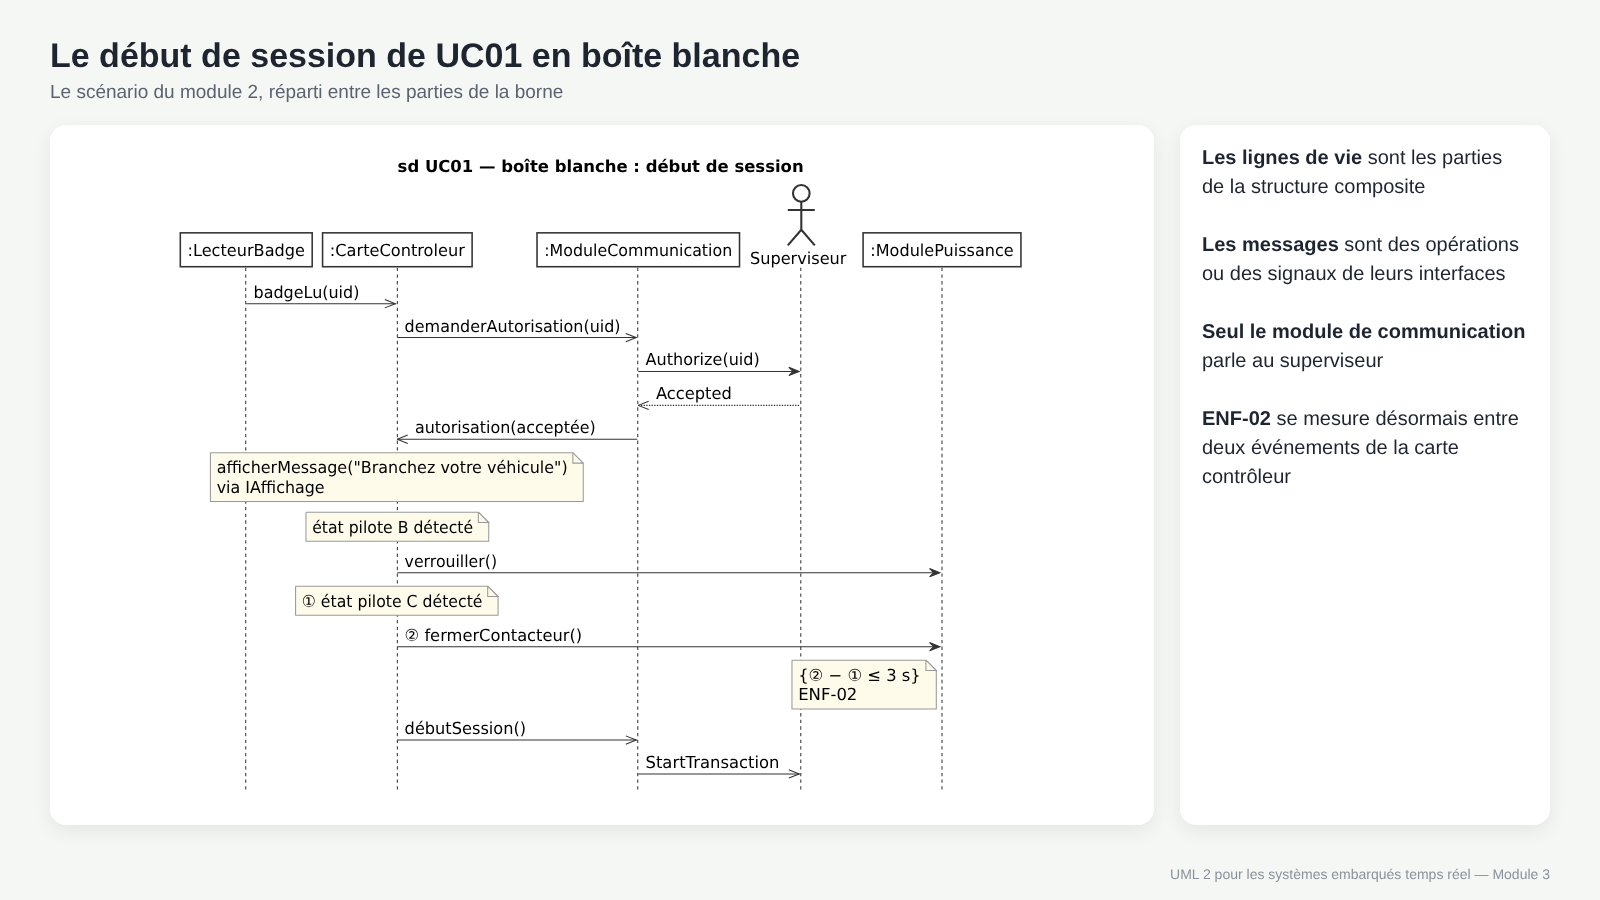 Le début de session de UC01 en boîte blanche
Le scénario du module 2, réparti entre les parties de la borne
sd UC01 — boîte blanche : début de session
:LecteurBadge
:CarteControleur
:ModuleCommunication
Superviseur
:ModulePuissance
badgeLu(uid)
demanderAutorisation(uid)
Authorize(uid)
Accepted
autorisation(acceptée)
afficherMessage("Branchez votre véhicule")
via IAffichage
état pilote B détecté
verrouiller()
① état pilote C détecté
② fermerContacteur()
{② − ① ≤ 3 s}
ENF-02
débutSession()
StartTransaction
Les lignes de vie sont les parties
de la structure composite
Les messages sont des opérations
ou des signaux de leurs interfaces
Seul le module de communication
parle au superviseur
ENF-02 se mesure désormais entre
deux événements de la carte
contrôleur
UML 2 pour les systèmes embarqués temps réel — Module 3